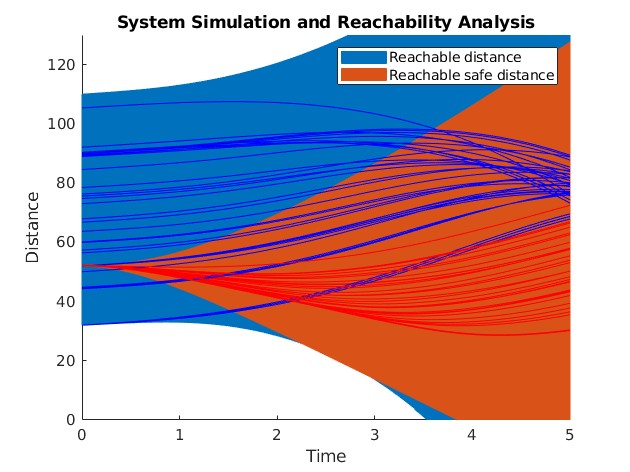 System Simulation and Reachability Analysis
Reachable distance
Reachable safe distance
Distance
120
100
80
60
40
20
0
0 1 2 3 4 5
Time